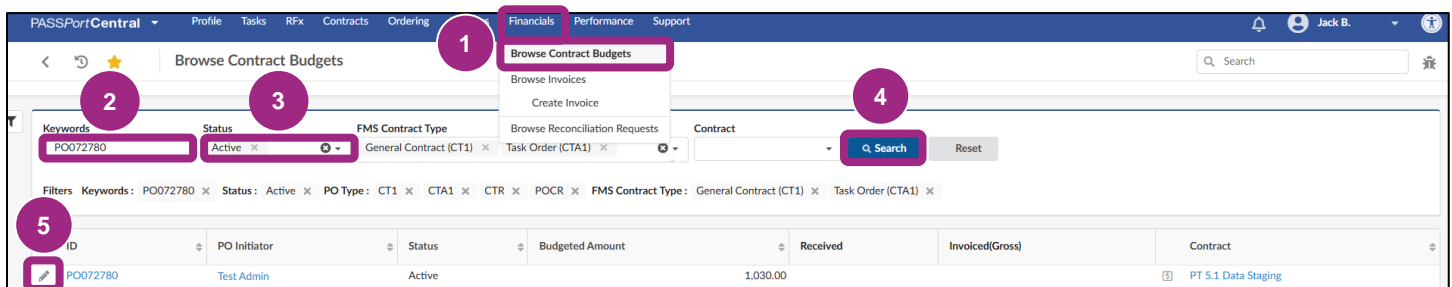 PASSPortCentral Profile Tasks RFx Contracts Ordering Financials Performance Support Jack B.
1
Browse Contract Budgets
Browse Contract Budgets
Search
Browse Invoices
Create Invoice
Browse Reconciliation Requests
2 3 4
Keywords Status FMS Contract Type Contract
PO072780 Active × General Contract (CT1) × Task Order (CTA1) × Search Reset
Filters Keywords : PO072780 × Status : Active × PO Type : CT1 × CTA1 × CTR × POCR × FMS Contract Type : General Contract (CT1) × Task Order (CTA1) ×
5
ID PO Initiator Status Budgeted Amount Received Invoiced(Gross) Contract
PO072780 Test Admin Active 1,030.00 PT 5.1 Data Staging